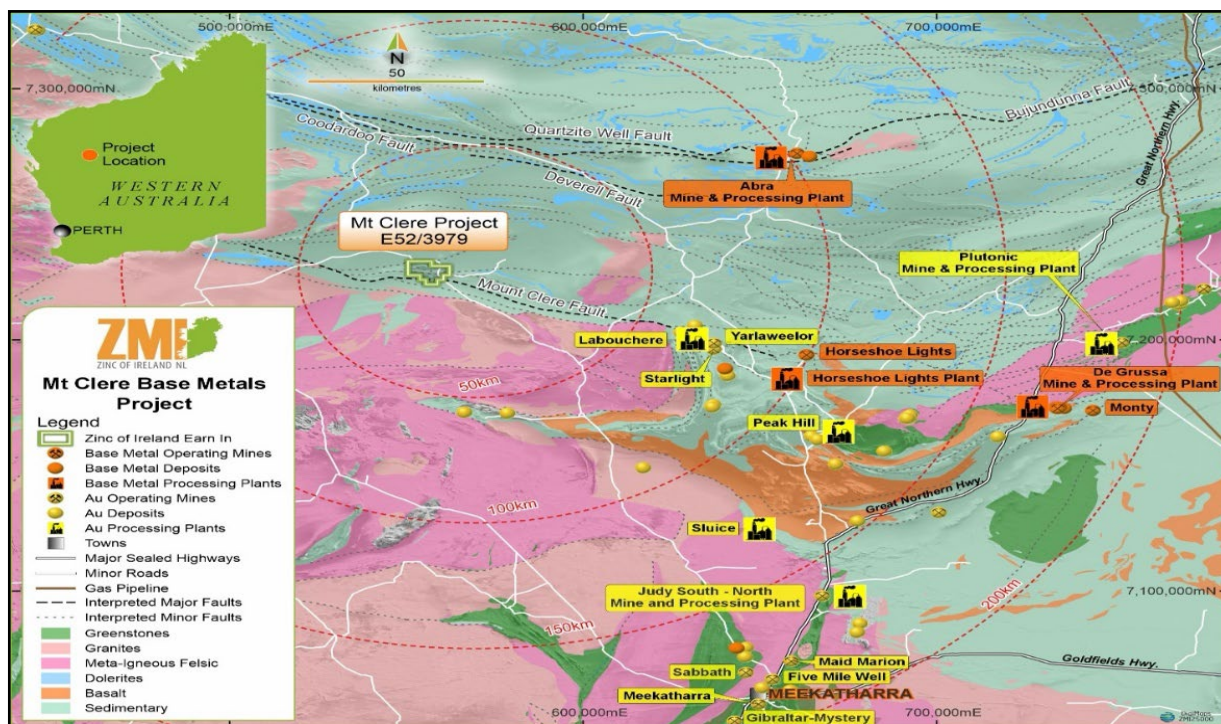 500,000mE
600,000mE
700,000mE
N
50
kilometres
7,300,000mN
7,300,000mN
Project
Location
WESTERN
AUSTRALIA
PERTH
Coodardoo Fault
Quartzite Well Fault
Bujundunna Fault
Deverell Fault
Great Northern Hwy.
Abra
Mine & Processing Plant
Mt Clere Project
E52/3979
Mount Clere Fault
Plutonic
Mine & Processing Plant
Labouchere
Yarlaweelor
Starlight
Horseshoe Lights
Horseshoe Lights Plant
7,200,000mN
De Grussa
Mine & Processing Plant
Monty
50km
Peak Hill
100km
Great Northern Hwy.
Sluice
Judy South - North
Mine and Processing Plant
7,100,000mN
150km
200km
Sabbath
Maid Marion
Five Mile Well
Goldfields Hwy.
Meekatharra
MEEKATHARRA
Gibraltar-Mystery
600,000mE
700,000mE
ZMI
ZINC OF IRELAND NL
Mt Clere Base Metals
Project
Legend
Zinc of Ireland Earn In
Base Metal Operating Mines
Base Metal Deposits
Base Metal Processing Plants
Au Operating Mines
Au Deposits
Au Processing Plants
Towns
Major Sealed Highways
Minor Roads
Gas Pipeline
Interpreted Major Faults
Interpreted Minor Faults
Greenstones
Granites
Meta-Igneous Felsic
Dolerites
Basalt
Sedimentary